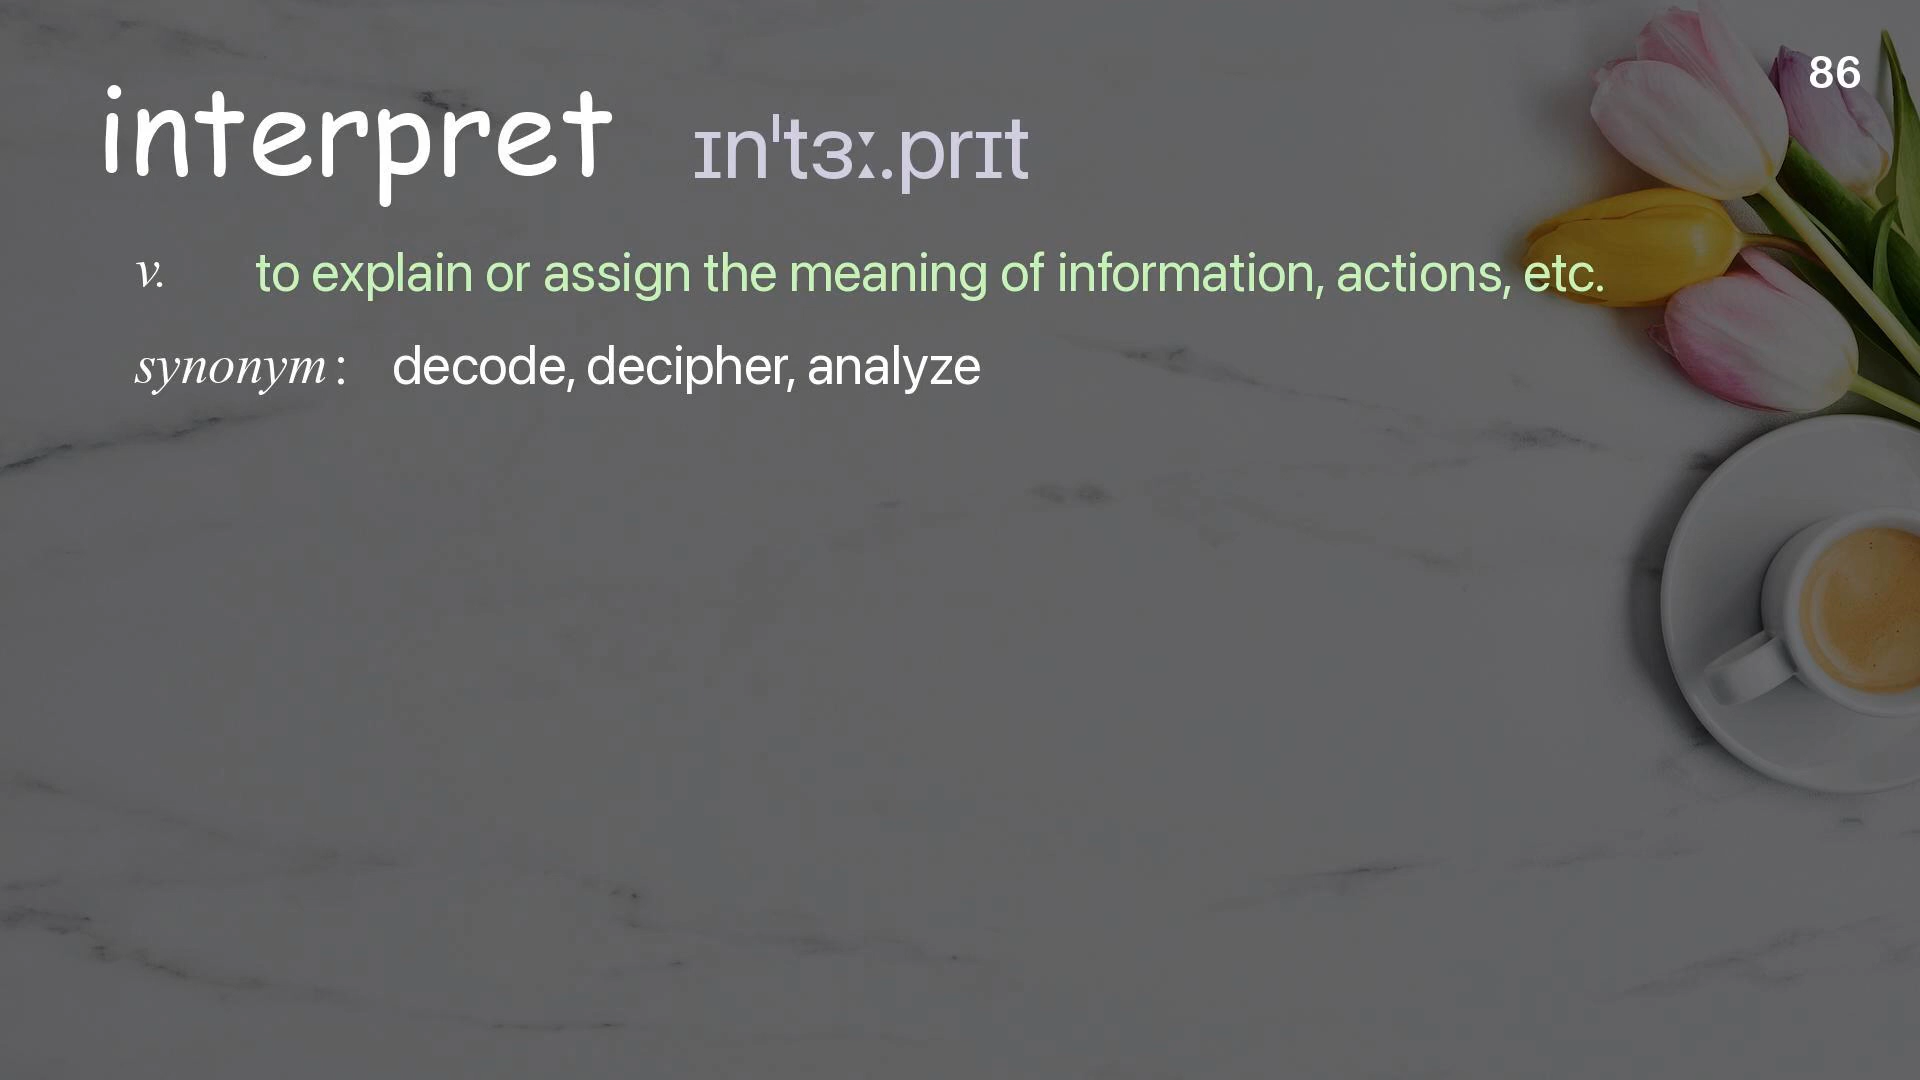 86
interpret ɪnˈtɜː.prɪt
v. to explain or assign the meaning of information, actions, etc.
synonym : decode, decipher, analyze